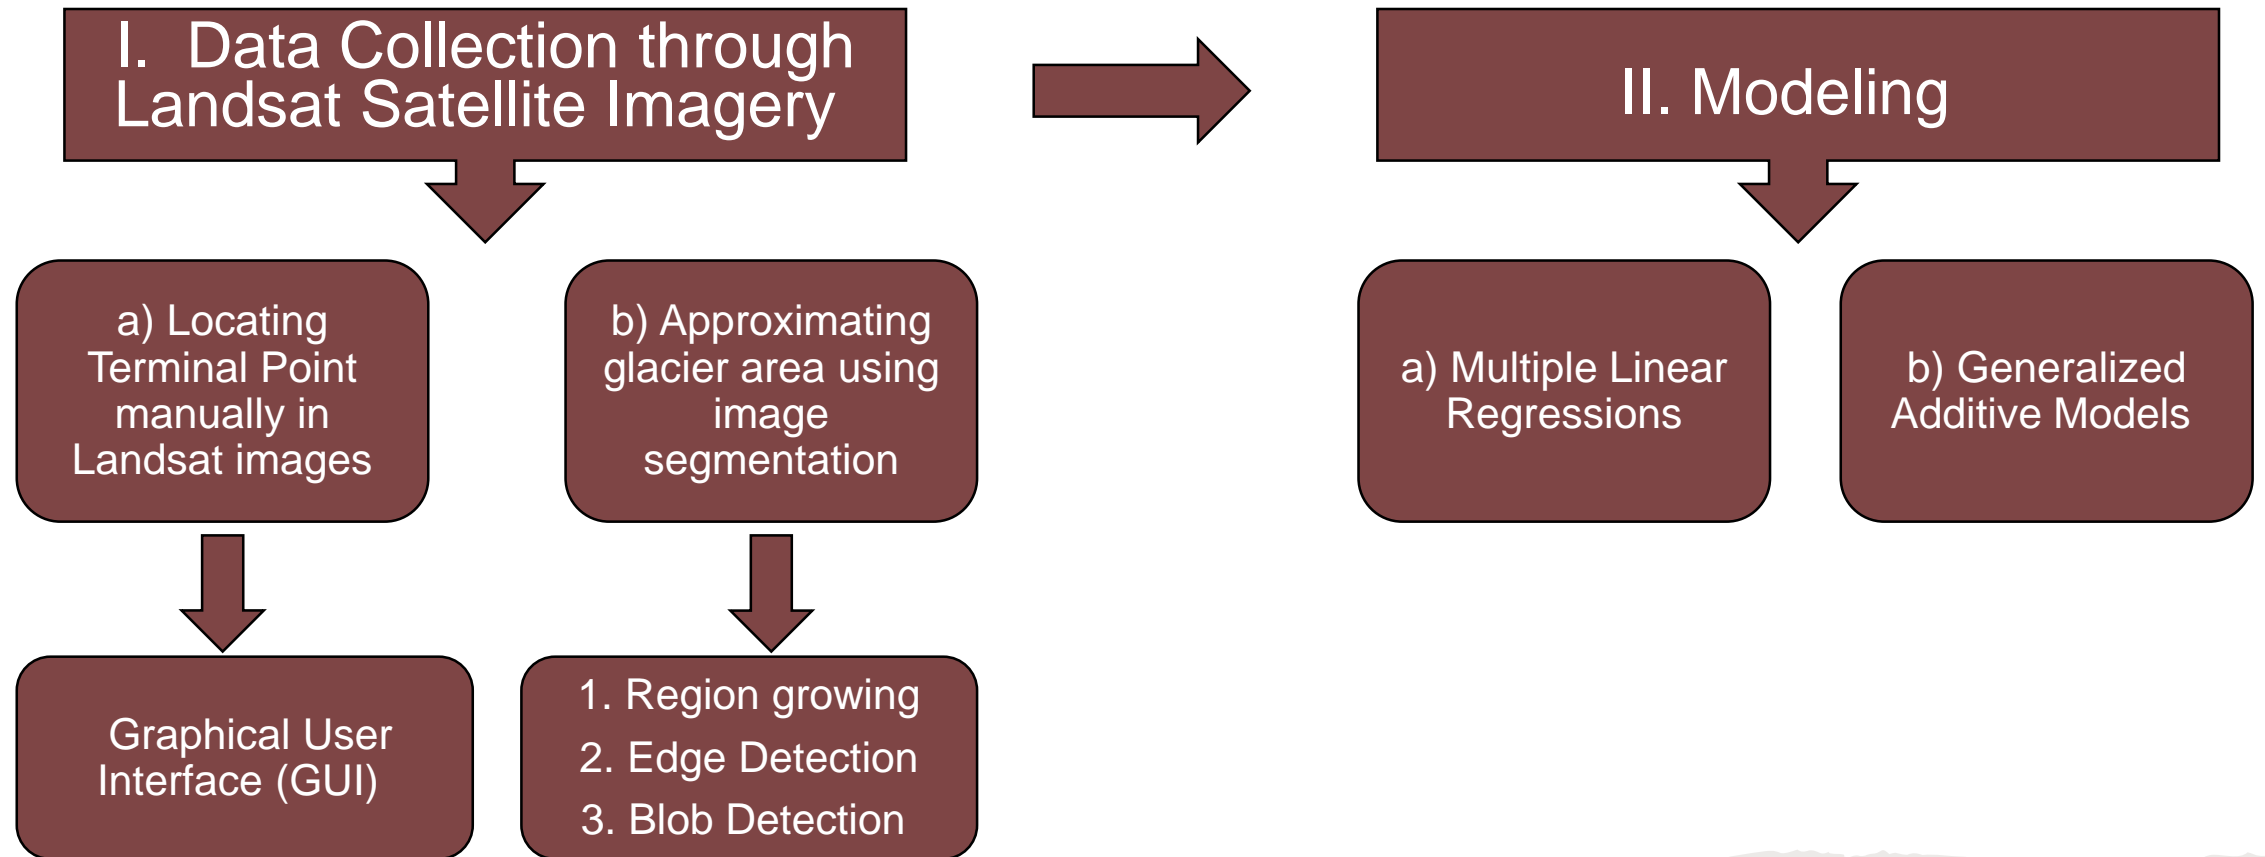 I.  Data Collection through
Landsat Satellite Imagery
II. Modeling
a) Locating
Terminal Point
manually in
Landsat images
b) Approximating
glacier area using
image
segmentation
a) Multiple Linear
Regressions
b) Generalized
Additive Models
Graphical User
Interface (GUI)
1. Region growing
2. Edge Detection
3. Blob Detection